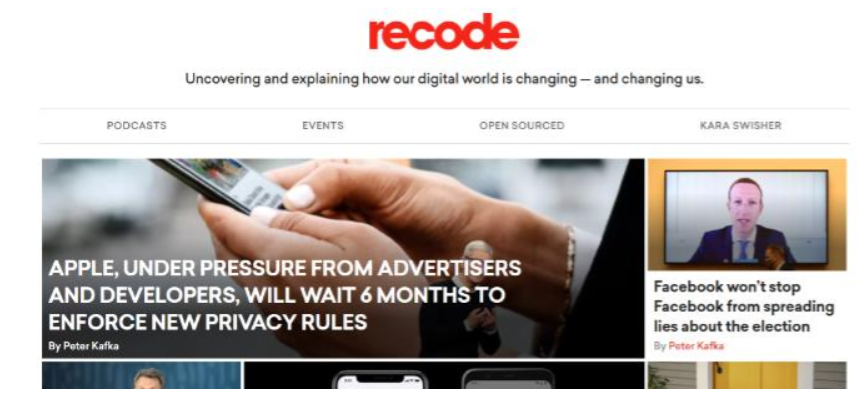 recode
Uncovering and explaining how our digital world is changing — and changing us.
PODCASTS EVENTS OPEN SOURCED KARA SWISHER
APPLE, UNDER PRESSURE FROM ADVERTISERS
AND DEVELOPERS, WILL WAIT 6 MONTHS TO
ENFORCE NEW PRIVACY RULES
By Peter Kafka
Facebook won't stop
Facebook from spreading
lies about the election
By Peter Kafka